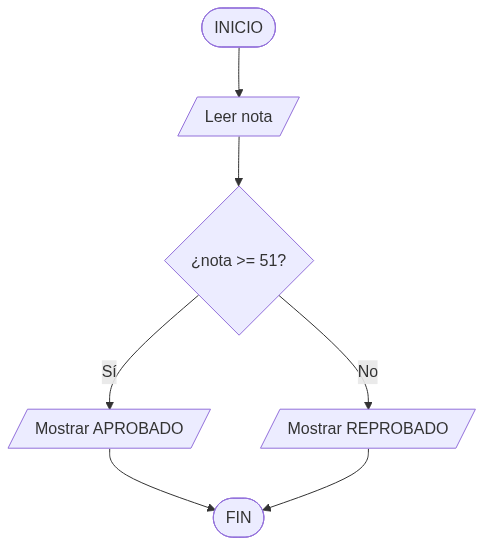 INICIO
Leer nota
¿nota >= 51?
Sí
No
Mostrar APROBADO
Mostrar REPROBADO
FIN